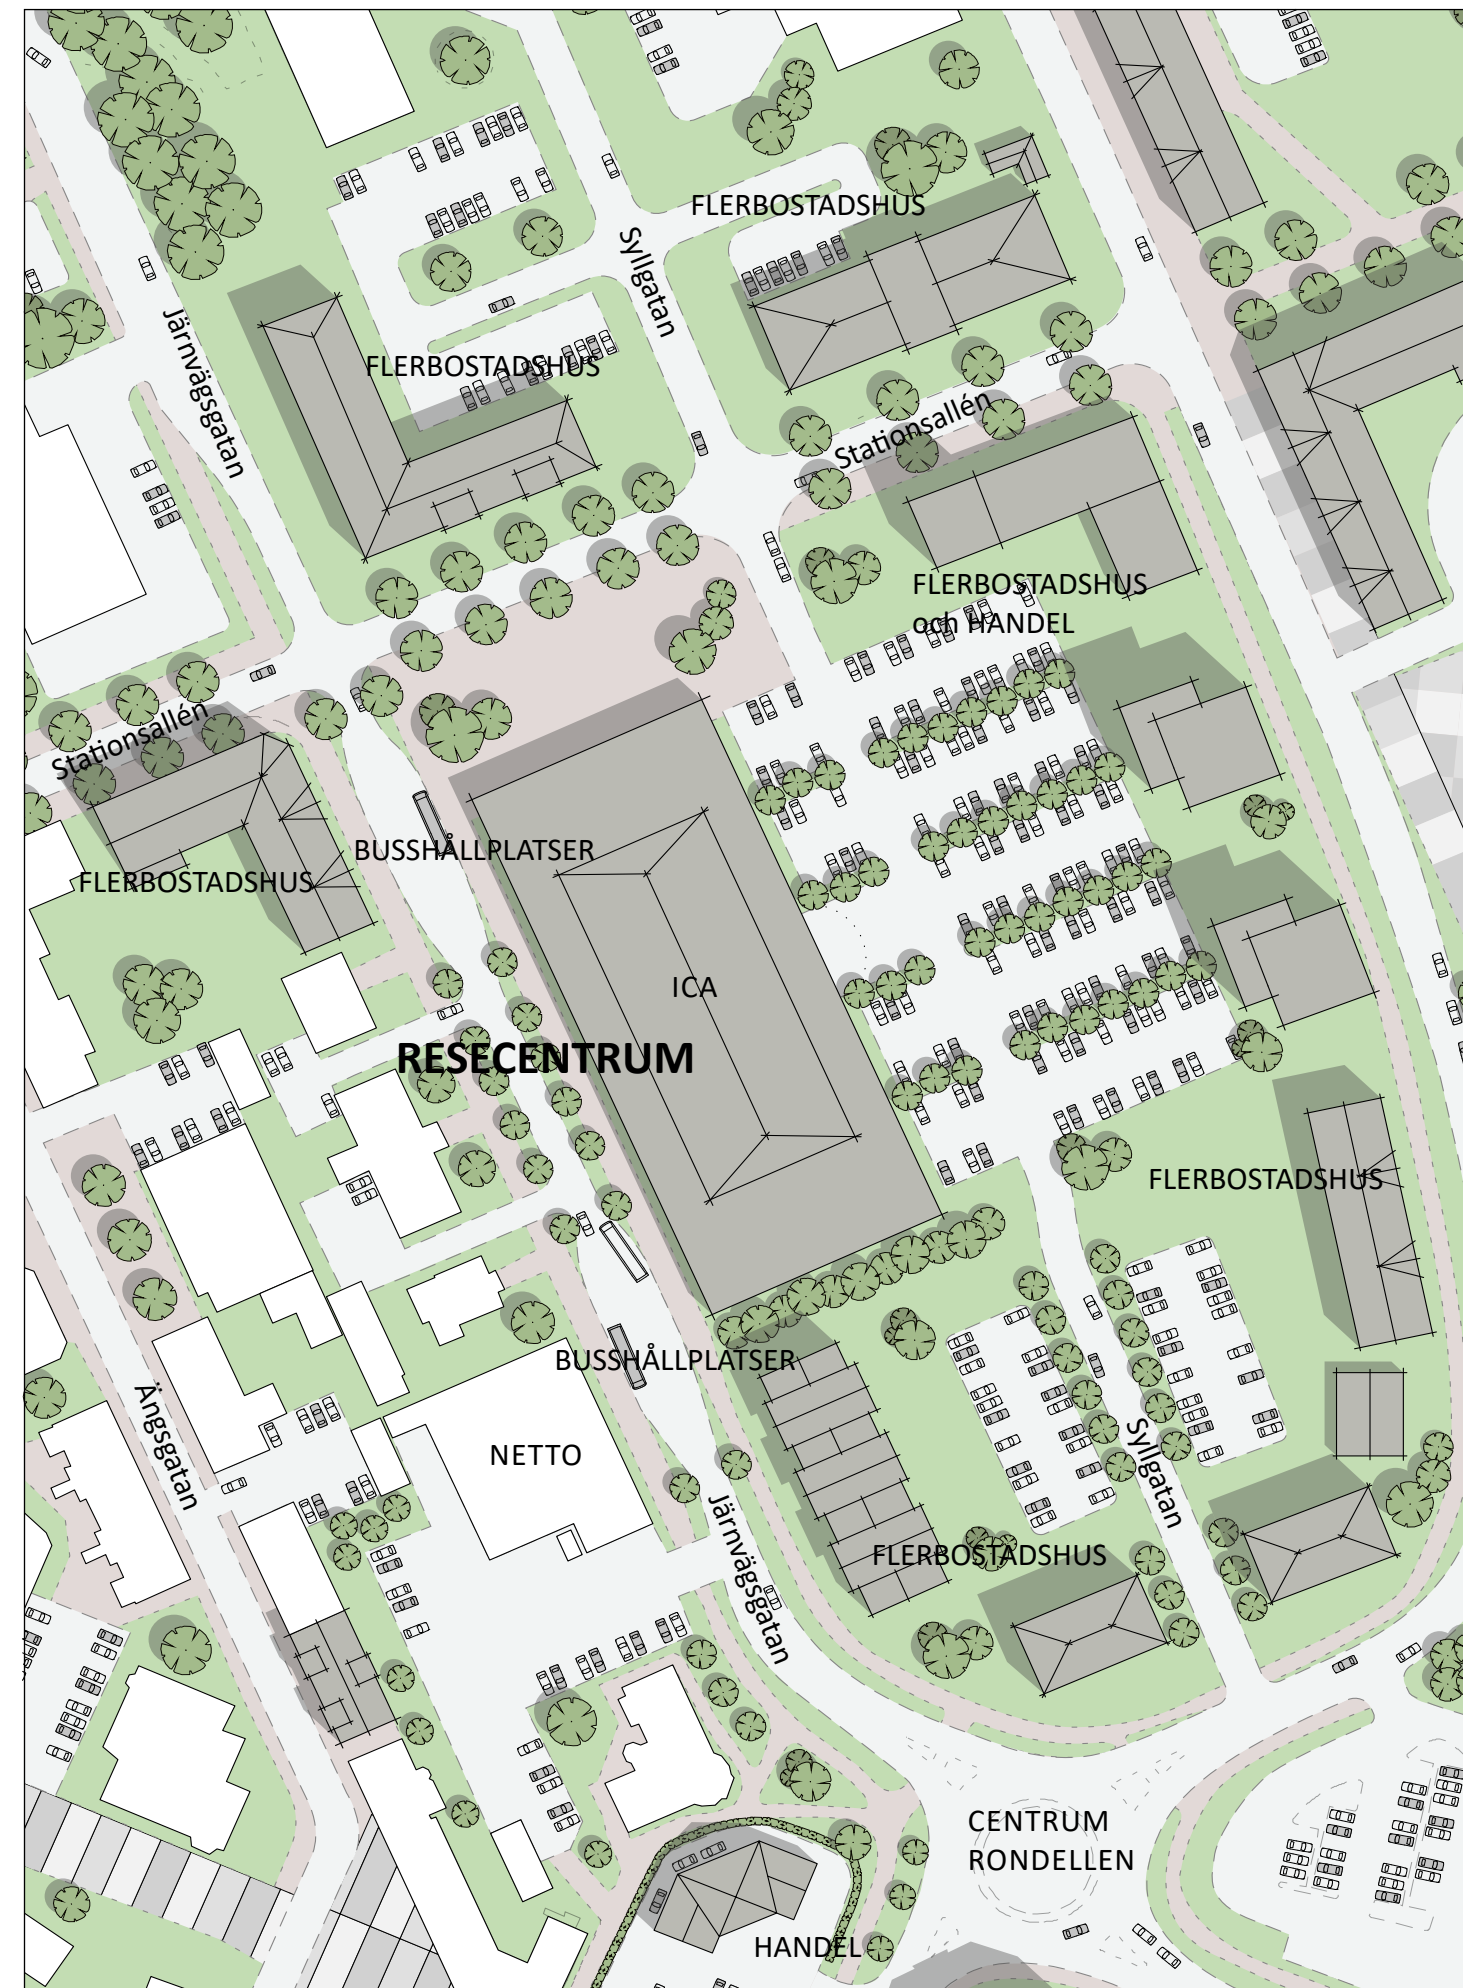 FLERBOSTADSHUS
Syllgatan
Järnvägsgatan
FLERBOSTADSHUS
Stationsallén
FLERBOSTADSHUS
och HANDEL
Stationsallén
BUSSHÅLLPLATSER
FLERBOSTADSHUS
ICA
RESECENTRUM
FLERBOSTADSHUS
BUSSHÅLLPLATSER
Ängsgatan
NETTO
Syllgatan
Järnvägsgatan
FLERBOSTADSHUS
CENTRUM
RONDELLEN
HANDEL